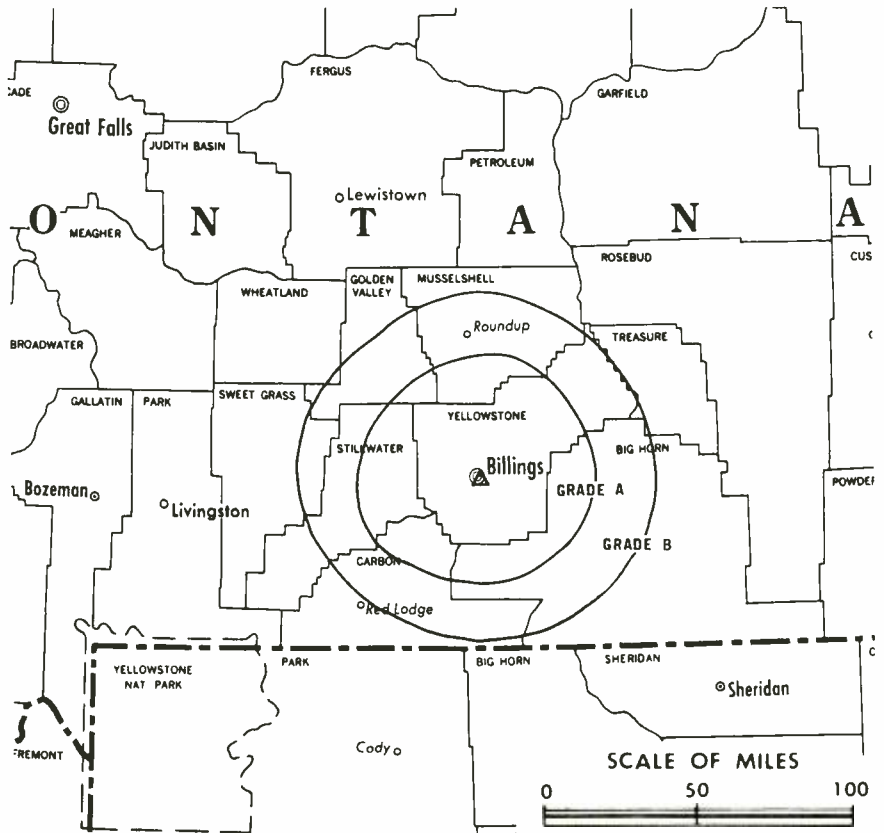 FERGUS
CADE
GARFIELD
Great Falls
JUDITH BASIN
PETROLEUM
Lewistown
O N T A N A
MEAGHER
ROSEBUD
CUS
GOLDEN
VALLEY
MUSSELSHELL
WHEATLAND
Roundup
BROADWATER
TREASURE
GALLATIN
PARK
SWEET GRASS
YELLOWSTONE
STILLWATER
BIG HORN
Billings
POWDER
Bozeman
GRADE A
Livingston
GRADE B
CARBON
Red Lodge
YELLOWSTONE
NAT PARK
PARK
BIG HORN
SHERIDAN
C
Sheridan
FREMONT
Cody
SCALE OF MILES
0 50 100